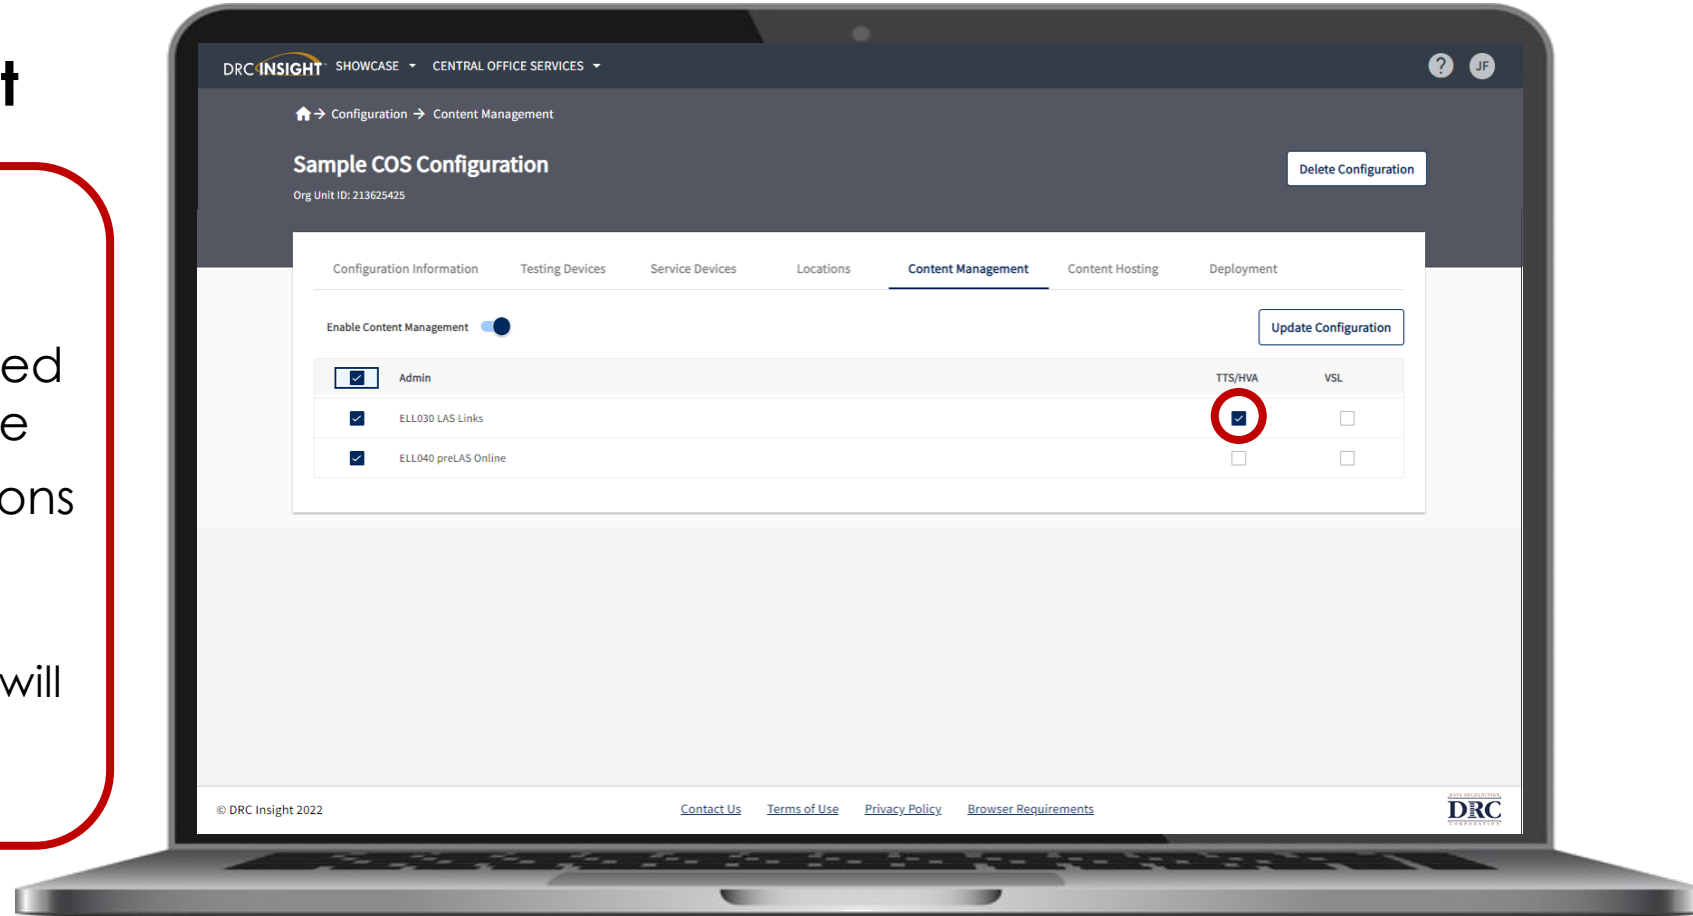 t
ed
e
ons
will
DRC INSIGHT SHOWCASE CENTRAL OFFICE SERVICES ? JF
Configuration → Content Management
Sample COS Configuration
Delete Configuration
Org Unit ID: 213625425
Configuration Information Testing Devices Service Devices Locations Content Management Content Hosting Deployment
Enable Content Management
Update Configuration
Admin TTS/HVA VSL
ELL030 LAS Links
ELL040 preLAS Online
© DRC Insight 2022 Contact Us Terms of Use Privacy Policy Browser Requirements
DATA RECOGNITION
DRC
CORPORATION